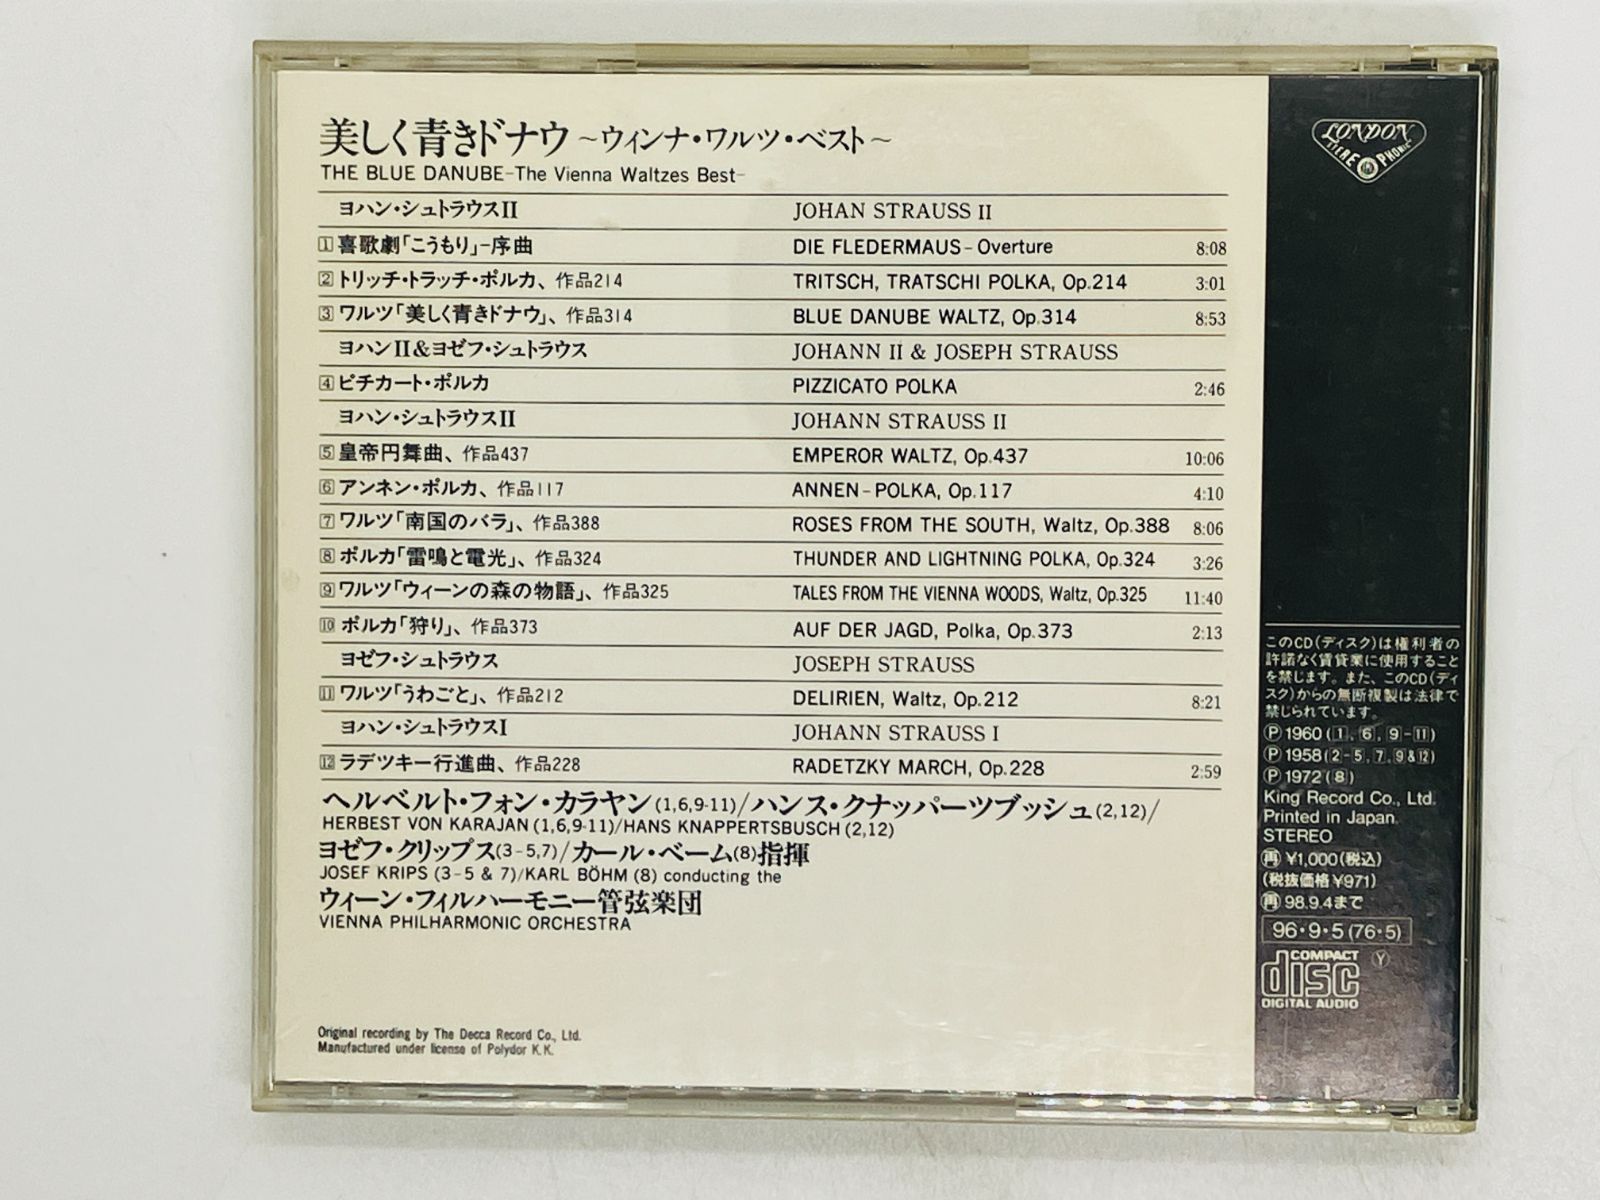 美しく青きドナウ ~ウィンナ・ワルツ・ベスト~
THE BLUE DANUBE-The Vienna Waltzes Best-
ヨハン・シュトラウスII JOHAN STRAUSS II
1 喜歌劇「こうもり」-序曲 DIE FLEDERMAUS-Overture 8:08
2 トリッチ・トラッチ・ポルカ、作品214 TRITSCH, TRATSCHI POLKA, Op.214 3:01
3 ワルツ「美しく青きドナウ」、作品314 BLUE DANUBE WALTZ, Op.314 8:53
ヨハンII&ヨゼフ・シュトラウス JOHANN II & JOSEPH STRAUSS
4 ピチカート・ポルカ PIZZICATO POLKA 2:46
ヨハン・シュトラウスII JOHANN STRAUSS II
5 皇帝円舞曲、作品437 EMPEROR WALTZ, Op.437 10:06
6 アンネン・ポルカ、作品117 ANNEN-POLKA, Op.117 4:10
7 ワルツ「南国のバラ」、作品388 ROSES FROM THE SOUTH, Waltz, Op.388 8:06
8 ポルカ「雷鳴と電光」、作品324 THUNDER AND LIGHTNING POLKA, Op.324 3:26
9 ワルツ「ウィーンの森の物語」、作品325 TALES FROM THE VIENNA WOODS, Waltz, Op.325 11:40
10 ポルカ「狩り」、作品373 AUF DER JAGD, Polka, Op.373 2:13
ヨゼフ・シュトラウス JOSEPH STRAUSS
11 ワルツ「うわごと」、作品212 DELIRIEN, Waltz, Op.212 8:21
ヨハン・シュトラウスI JOHANN STRAUSS I
12 ラデツキー行進曲、作品228 RADETZKY MARCH, Op.228 2:59
ヘルベルト・フォン・カラヤン(1,6,9-11)/ハンス・クナッパーツブッシュ(2,12)/
HERBEST VON KARAJAN (1,6,9-11)/HANS KNAPPERTSBUSCH (2,12)
ヨゼフ・クリップス(3-5,7)/カール・ベーム(8)指揮
JOSEF KRIPS (3-5 & 7)/KARL BÖHM (8) conducting the
ウィーン・フィルハーモニー管弦楽団
VIENNA PHILHARMONIC ORCHESTRA
Original recording by The Decca Record Co., Ltd.
Manufactured under license of Polydor K.K.
LONDON
STEREOPHONIC
このCD(ディスク)は権利者の
許諾なく賃貸業に使用すること
を禁じます。また、このCD(ディ
スク)からの無断複製は法律で
禁じられています。
Ⓟ1960(1,6,9-11)
Ⓟ1958(2-5,7,9&12)
Ⓟ1972(8)
King Record Co., Ltd.
Printed in Japan.
STEREO
再 ¥1,000(税込)
(税抜価格¥971)
再 98.9.4まで
96・9・5(76・5)
COMPACT Y
disc
DIGITAL AUDIO